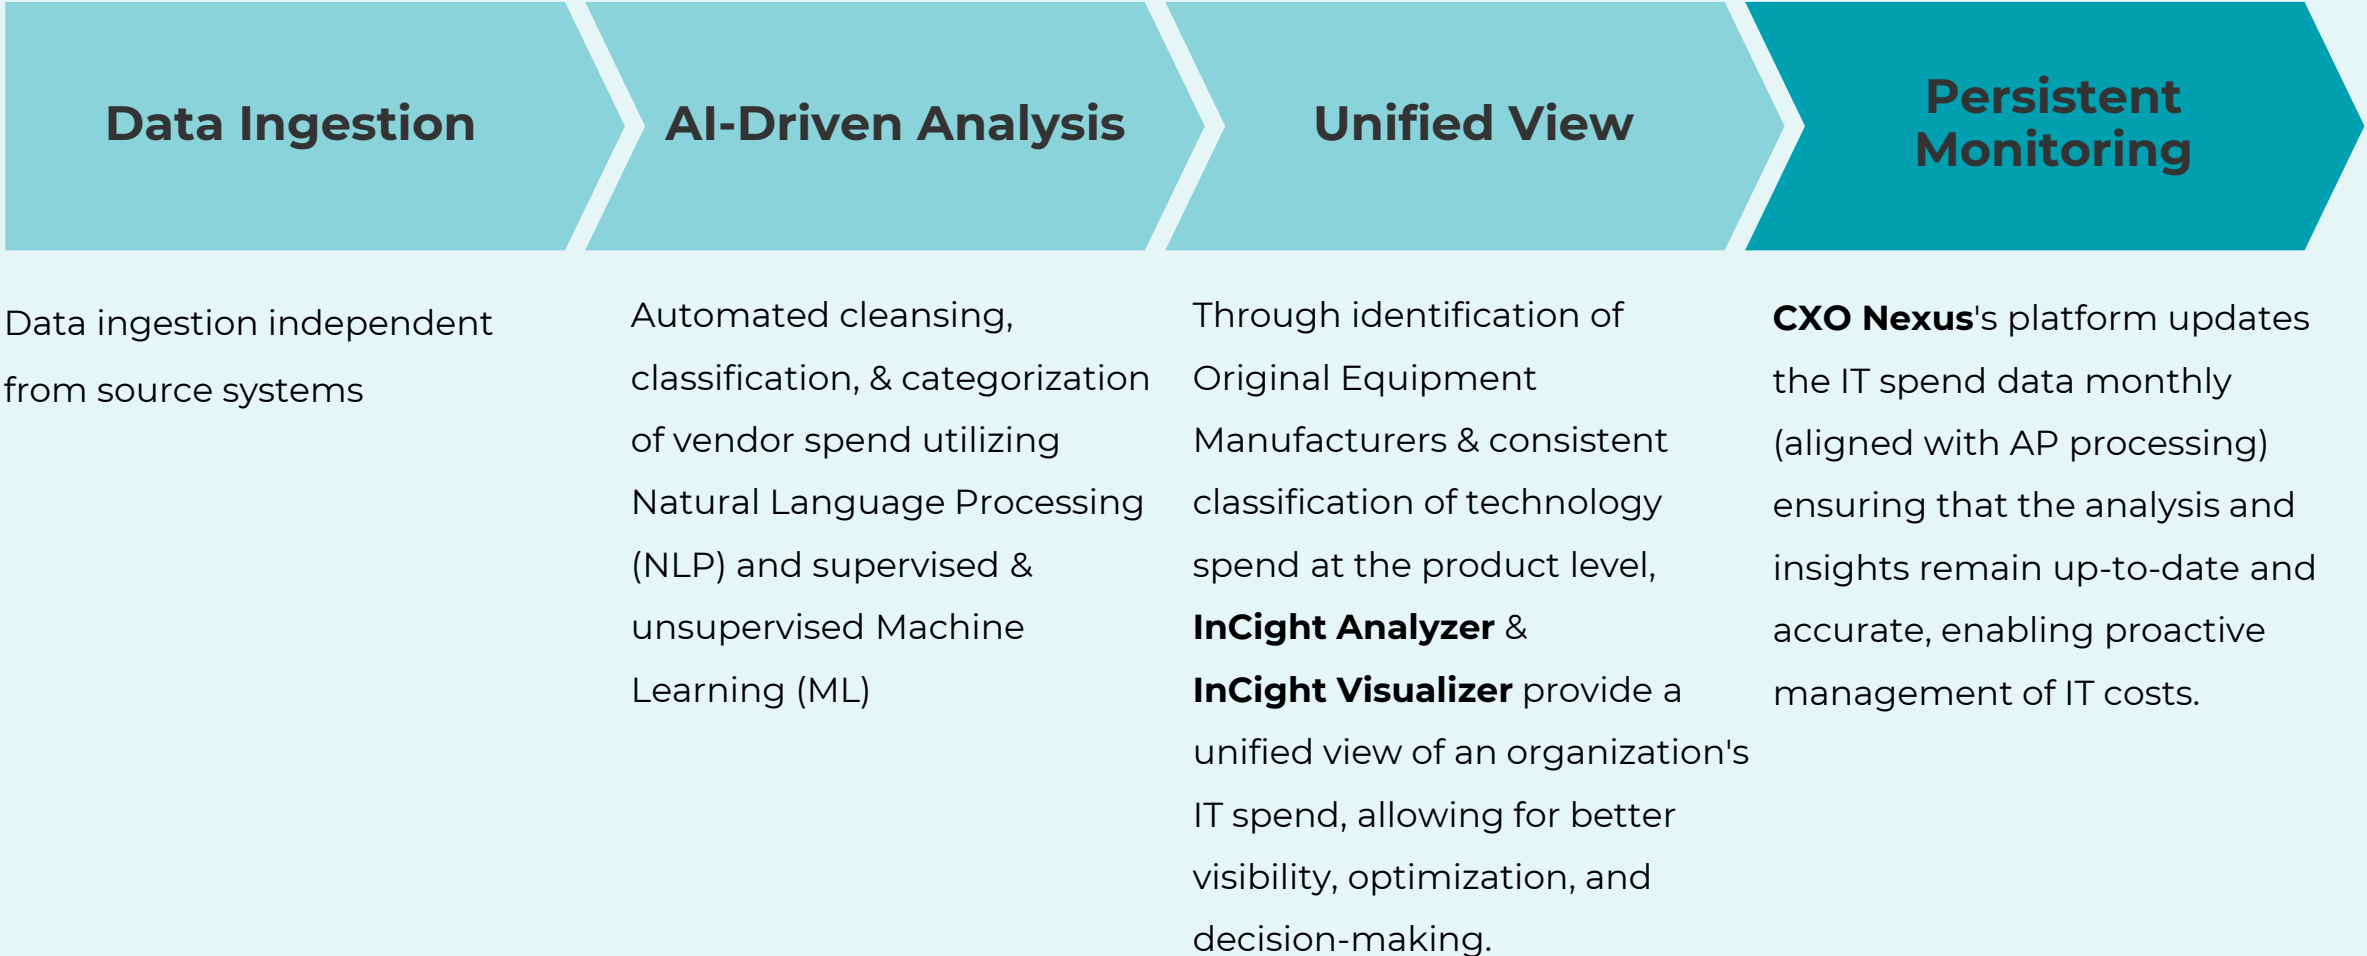 Data Ingestion
AI-Driven Analysis
Unified View
Persistent
Monitoring
Data ingestion independent
from source systems
Automated cleansing,
classification, & categorization
of vendor spend utilizing
Natural Language Processing
(NLP) and supervised &
unsupervised Machine
Learning (ML)
Through identification of
Original Equipment
Manufacturers & consistent
classification of technology
spend at the product level,
InCight Analyzer &
InCight Visualizer provide a
unified view of an organization's
IT spend, allowing for better
visibility, optimization, and
decision-making.
CXO Nexus's platform updates
the IT spend data monthly
(aligned with AP processing)
ensuring that the analysis and
insights remain up-to-date and
accurate, enabling proactive
management of IT costs.